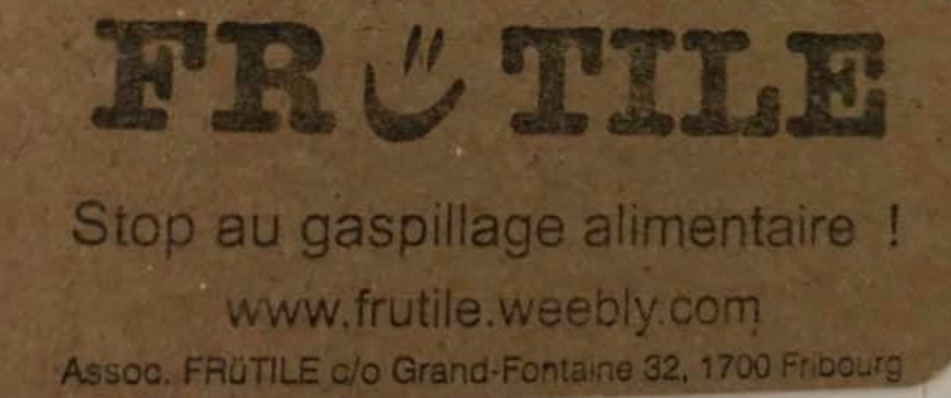 FRÜTILE
Stop au gaspillage alimentaire !
www.frutile.weebly.com
Assoc. FRÜTILE c/o Grand-Fontaine 32, 1700 Fribourg